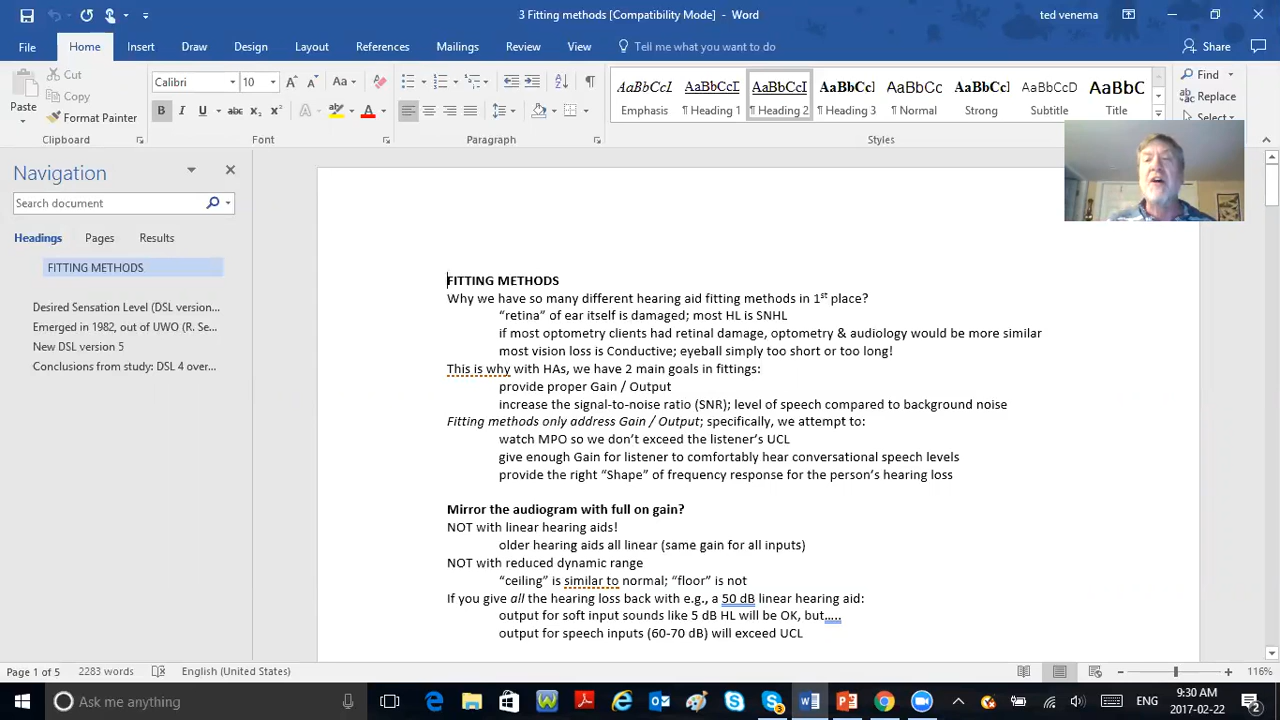 3 Fitting methods [Compatibility Mode] - Word
ted venema
File Home Insert Draw Design Layout References Mailings Review View Tell me what you want to do Share
Paste
Cut
Copy
Format Painter
Clipboard
Calibri 10
Aa
B I U abc X₂ X²
A A
Font
Paragraph
AaBbCcI AaBbCcI AaBbCcI AaBbCcl AaBbCc AaBbCcI AaBbCcD AaBbC
Emphasis ¶ Heading 1 ¶ Heading 2 ¶ Heading 3 ¶ Normal Strong Subtitle Title
Styles
Find
Replace
Select
Navigation
Search document
Headings Pages Results
FITTING METHODS
Desired Sensation Level (DSL version...
Emerged in 1982, out of UWO (R. Se...
New DSL version 5
Conclusions from study: DSL 4 over...
FITTING METHODS
Why we have so many different hearing aid fitting methods in 1st place?
“retina” of ear itself is damaged; most HL is SNHL
if most optometry clients had retinal damage, optometry & audiology would be more similar
most vision loss is Conductive; eyeball simply too short or too long!
This is why with HAs, we have 2 main goals in fittings:
provide proper Gain / Output
increase the signal-to-noise ratio (SNR); level of speech compared to background noise
Fitting methods only address Gain / Output; specifically, we attempt to:
watch MPO so we don’t exceed the listener’s UCL
give enough Gain for listener to comfortably hear conversational speech levels
provide the right “Shape” of frequency response for the person’s hearing loss
Mirror the audiogram with full on gain?
NOT with linear hearing aids!
older hearing aids all linear (same gain for all inputs)
NOT with reduced dynamic range
“ceiling” is similar to normal; “floor” is not
If you give all the hearing loss back with e.g., a 50 dB linear hearing aid:
output for soft input sounds like 5 dB HL will be OK, but…..
output for speech inputs (60-70 dB) will exceed UCL
Page 1 of 5 2283 words English (United States) 116%
Ask me anything
ENG
9:30 AM
2017-02-22